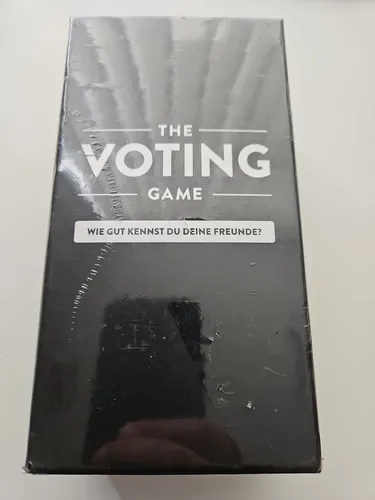 THE
VOTING
GAME
WIE GUT KENNST DU DEINE FREUNDE?